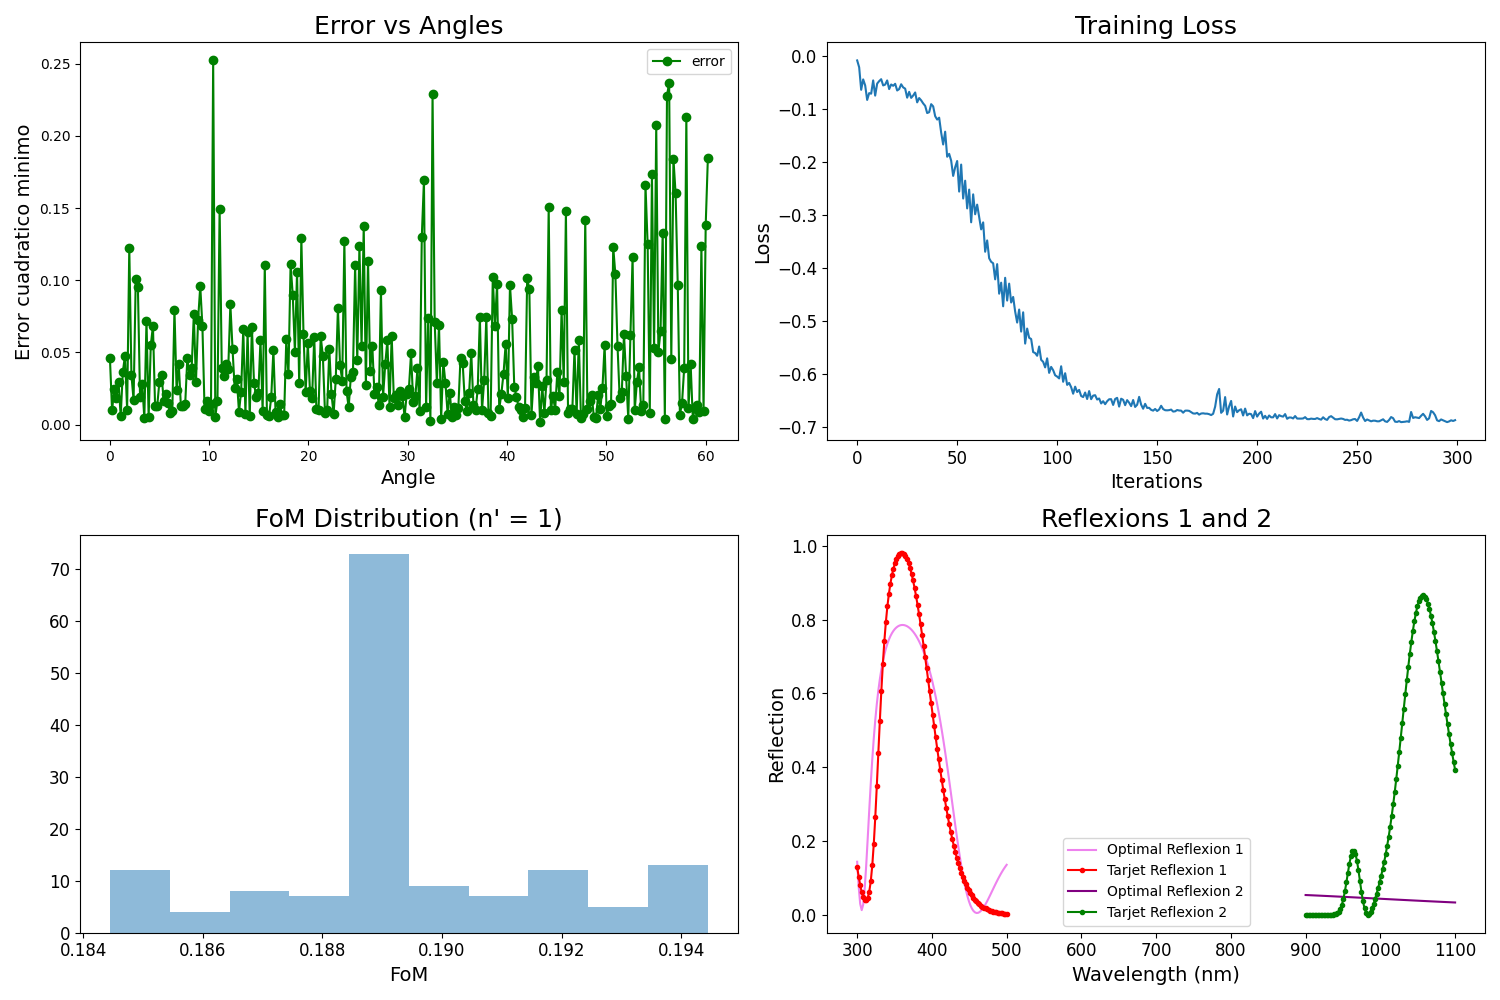 Error vs Angles
Error cuadratico minimo
0.25
0.20
0.15
0.10
0.05
0.00
error
0 10 20 30 40 50 60
Angle
Training Loss
Loss
0.0
−0.1
−0.2
−0.3
−0.4
−0.5
−0.6
−0.7
0 50 100 150 200 250 300
Iterations
FoM Distribution (n' = 1)
70
60
50
40
30
20
10
0
0.184 0.186 0.188 0.190 0.192 0.194
FoM
Reflexions 1 and 2
Reflection
1.0
0.8
0.6
0.4
0.2
0.0
Optimal Reflexion 1
Tarjet Reflexion 1
Optimal Reflexion 2
Tarjet Reflexion 2
300 400 500 600 700 800 900 1000 1100
Wavelength (nm)